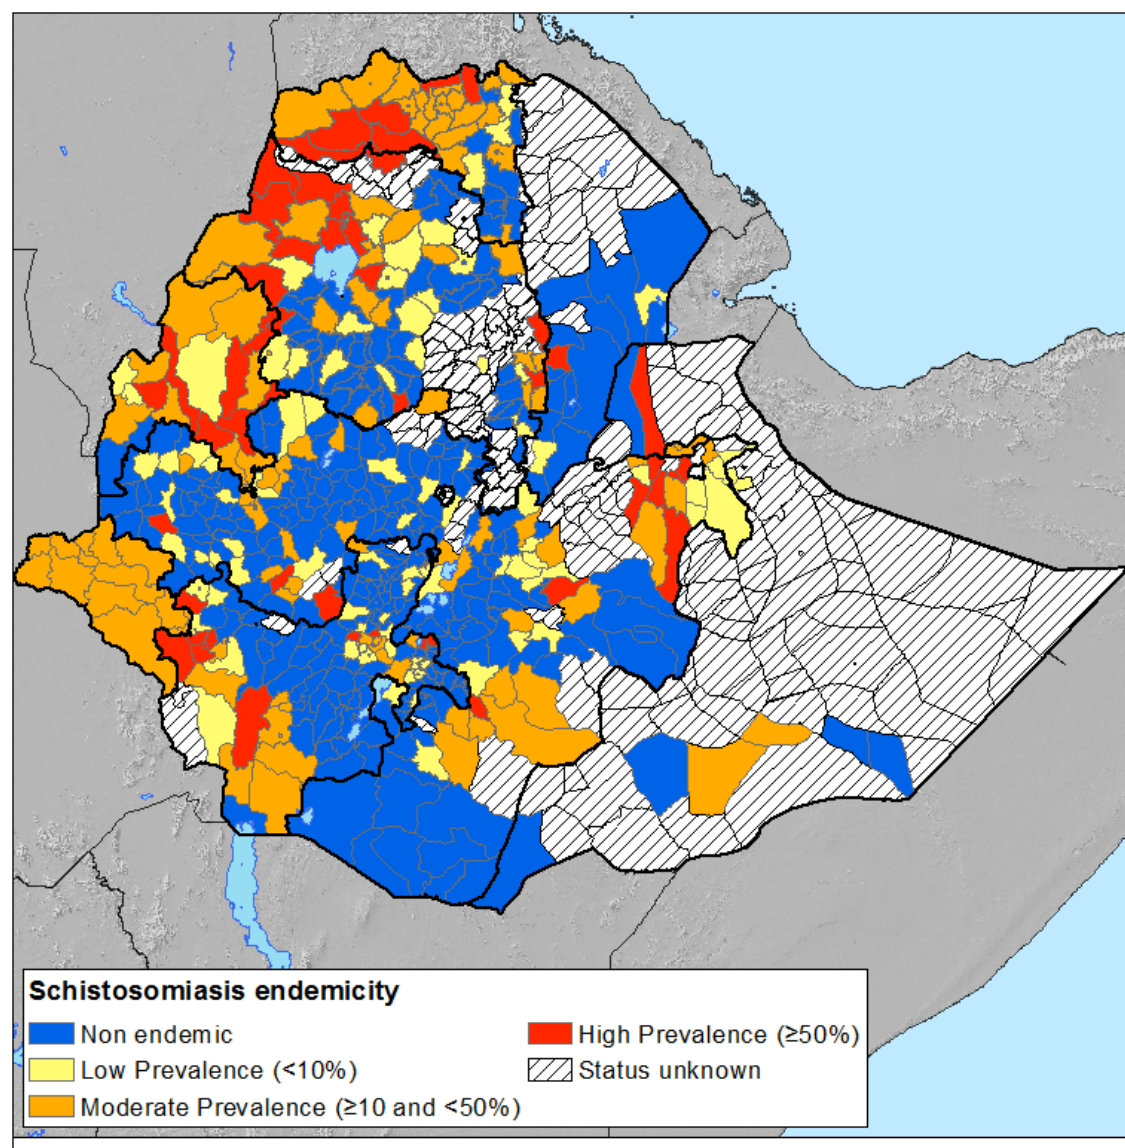 Schistosomiasis endemicity
Non endemic
Low Prevalence (<10%)
Moderate Prevalence (≥10 and <50%)
High Prevalence (≥50%)
Status unknown